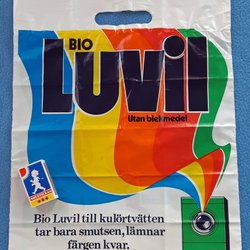 BIO
Luvil
Utan blekmedel
Bio Luvil till kulörtvätten
tar bara smutsen, lämnar
färgen kvar.